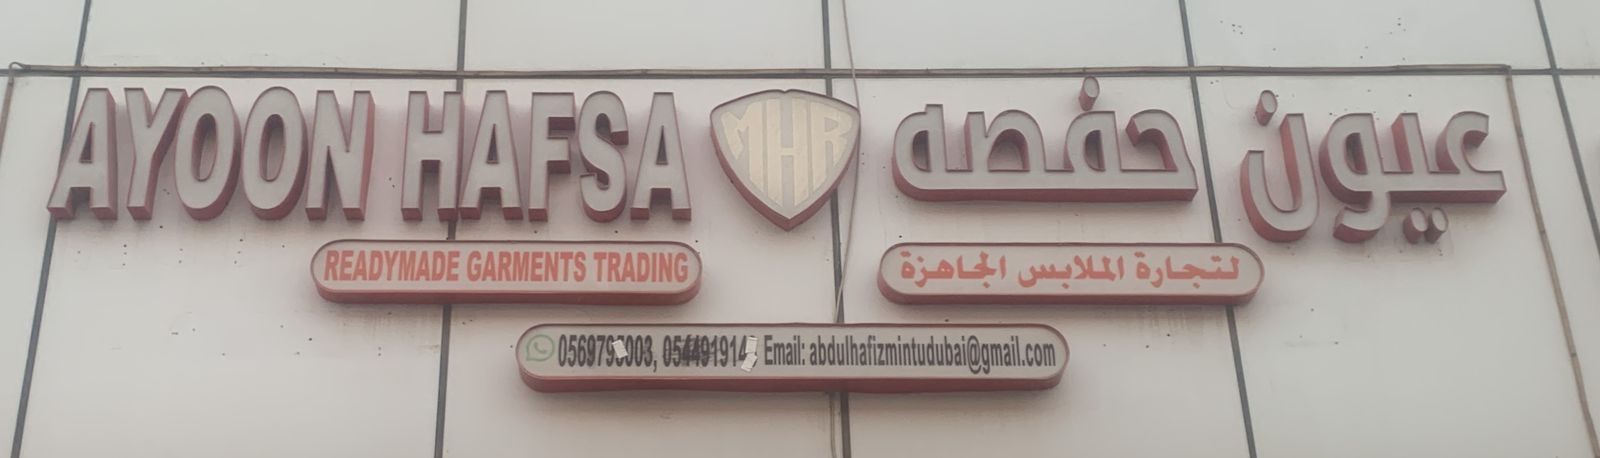 AYOON HAFSA MHR عيون حفصه
READYMADE GARMENTS TRADING لتجارة الملابس الجاهزة
Email: abdulhafizmintudubai@gmail.com